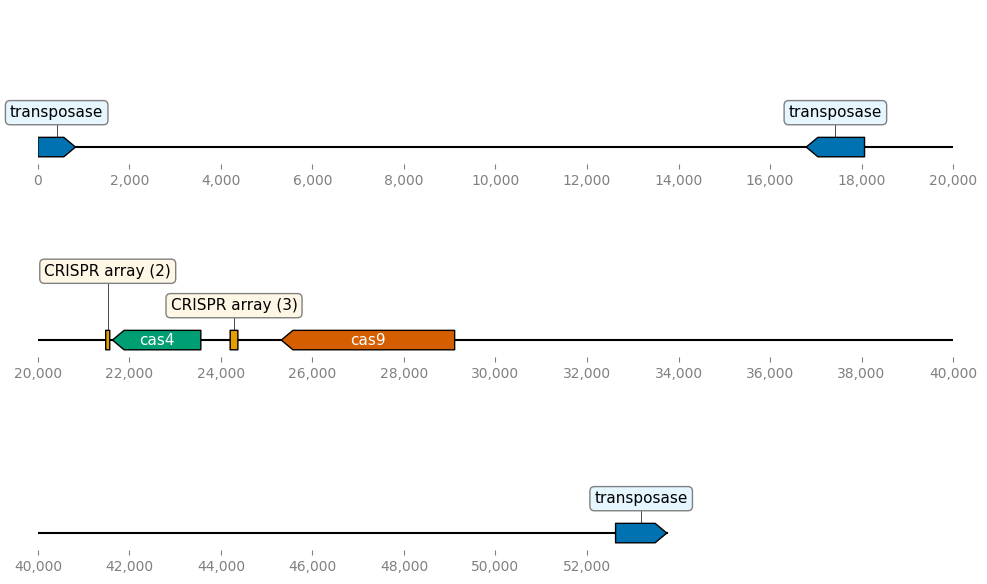 transposase transposase
0 2,000 4,000 6,000 8,000 10,000 12,000 14,000 16,000 18,000 20,000
CRISPR array (2)
CRISPR array (3)
cas4 cas9
20,000 22,000 24,000 26,000 28,000 30,000 32,000 34,000 36,000 38,000 40,000
transposase
40,000 42,000 44,000 46,000 48,000 50,000 52,000